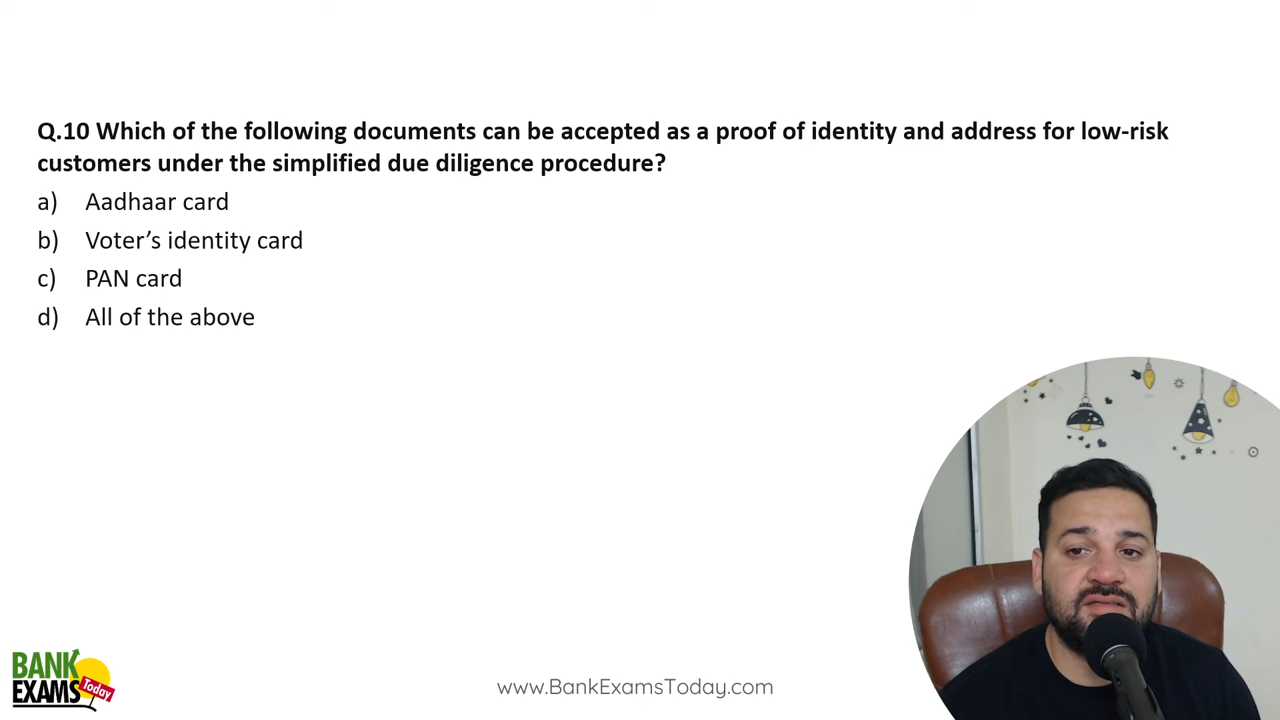 Q.10 Which of the following documents can be accepted as a proof of identity and address for low-risk
customers under the simplified due diligence procedure?
a) Aadhaar card
b) Voter’s identity card
c) PAN card
d) All of the above
BANK
EXAMS
Today
www.BankExamsToday.com